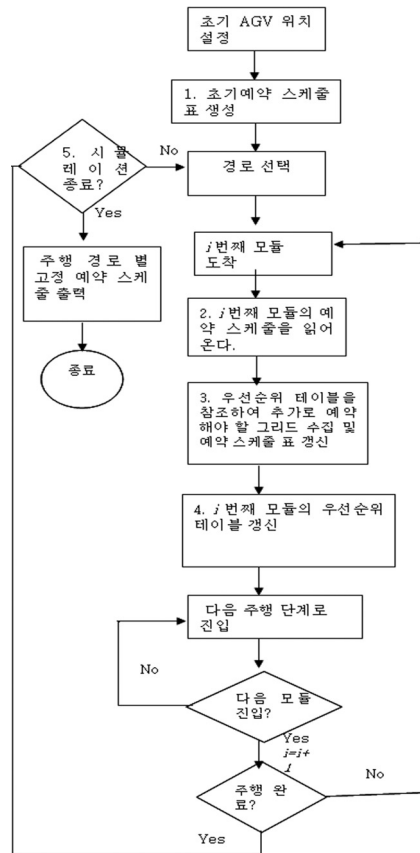 초기 AGV 위치
설정
1. 초기예약 스케줄
표 생성
5. 시뮬
레이션
종료?
No
경로 선택
Yes
주행 경로 별
고정 예약 스케
줄 출력
i번째 모듈
도착
2. i번째 모듈의 예
약 스케줄을 읽어
온다.
종료
3. 우선순위 테이블을
참조하여 추가로 예약
해야 할 그리드 수집 및
예약스케줄 표 갱신
4. i번째 모듈의 우선순위
테이블 갱신
다음 주행 단계로
진입
No
다음 모듈
진입?
Yes
i=i+
1
주행 완
료?
No
Yes